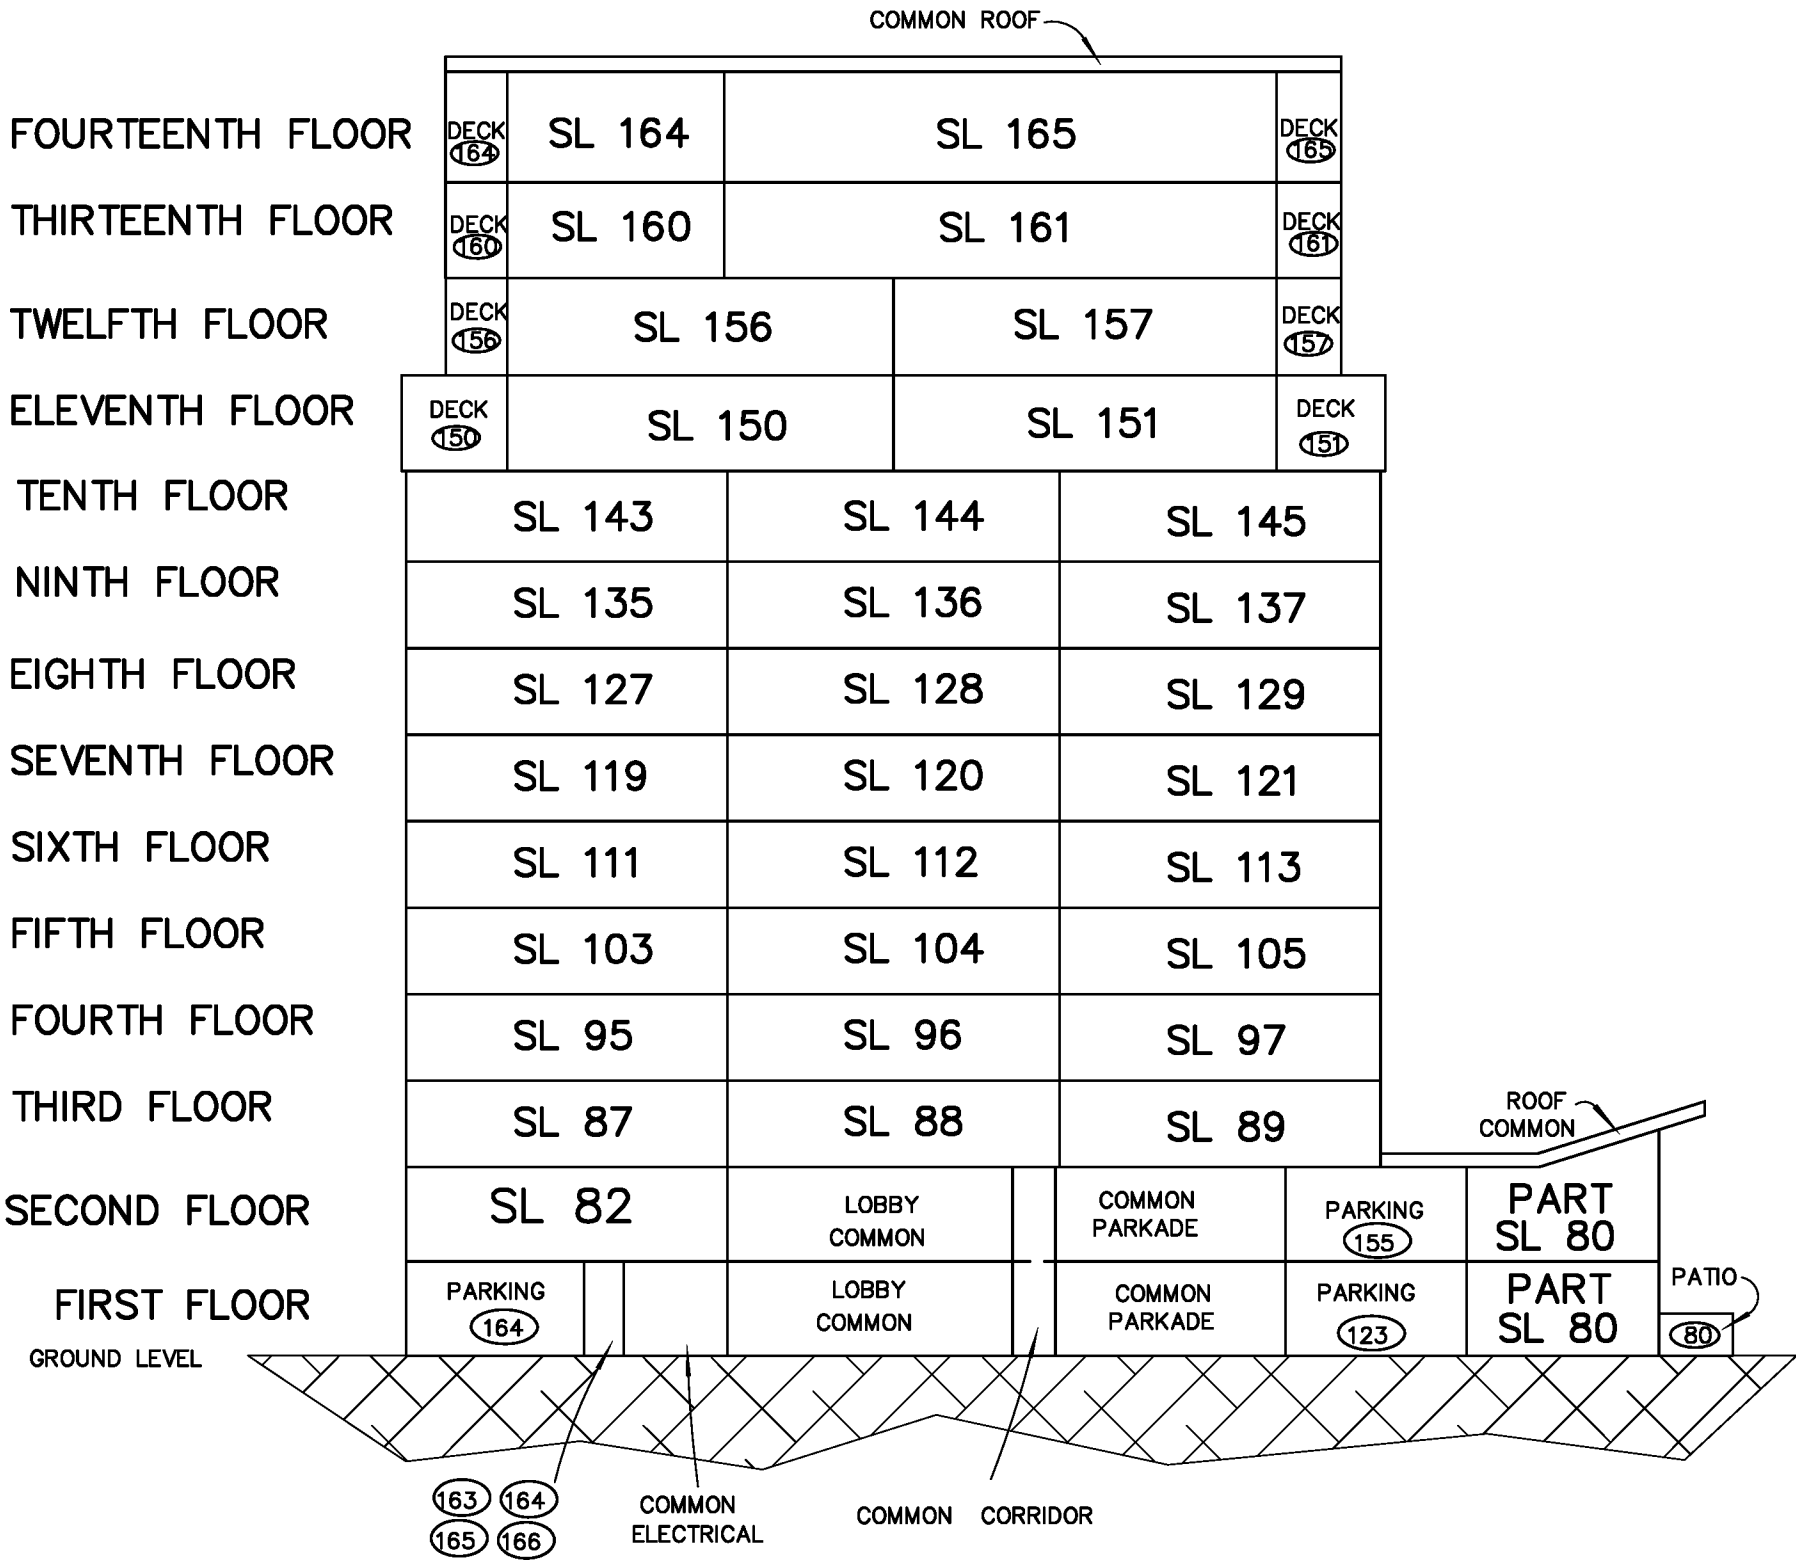 COMMON ROOF
FOURTEENTH FLOOR
DECK
164
SL 164
SL 165
DECK
165
THIRTEENTH FLOOR
DECK
160
SL 160
SL 161
DECK
161
TWELFTH FLOOR
DECK
156
SL 156
SL 157
DECK
157
ELEVENTH FLOOR
DECK
150
SL 150
SL 151
DECK
151
TENTH FLOOR
SL 143
SL 144
SL 145
NINTH FLOOR
SL 135
SL 136
SL 137
EIGHTH FLOOR
SL 127
SL 128
SL 129
SEVENTH FLOOR
SL 119
SL 120
SL 121
SIXTH FLOOR
SL 111
SL 112
SL 113
FIFTH FLOOR
SL 103
SL 104
SL 105
FOURTH FLOOR
SL 95
SL 96
SL 97
THIRD FLOOR
SL 87
SL 88
SL 89
ROOF
COMMON
SECOND FLOOR
SL 82
LOBBY
COMMON
COMMON
PARKADE
PARKING
155
PART
SL 80
FIRST FLOOR
PARKING
164
LOBBY
COMMON
COMMON
PARKADE
PARKING
123
PART
SL 80
PATIO
80
GROUND LEVEL
163 164
165 166
COMMON
ELECTRICAL
COMMON CORRIDOR